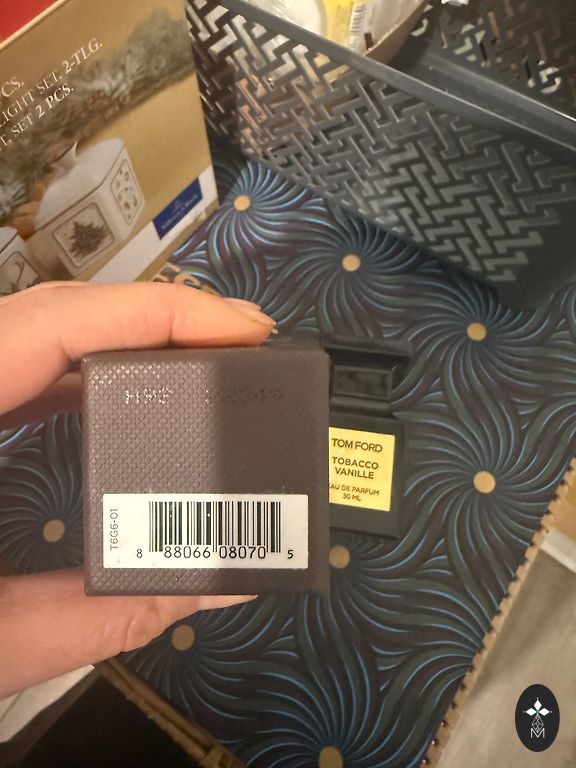 PCS.
LIGHT SET, 2-TLG.
T. SET 2 PCS.
TOM FORD
TOBACCO
VANILLE
EAU DE PARFUM
30 ML
T6G6-01
8 88066 08070 5